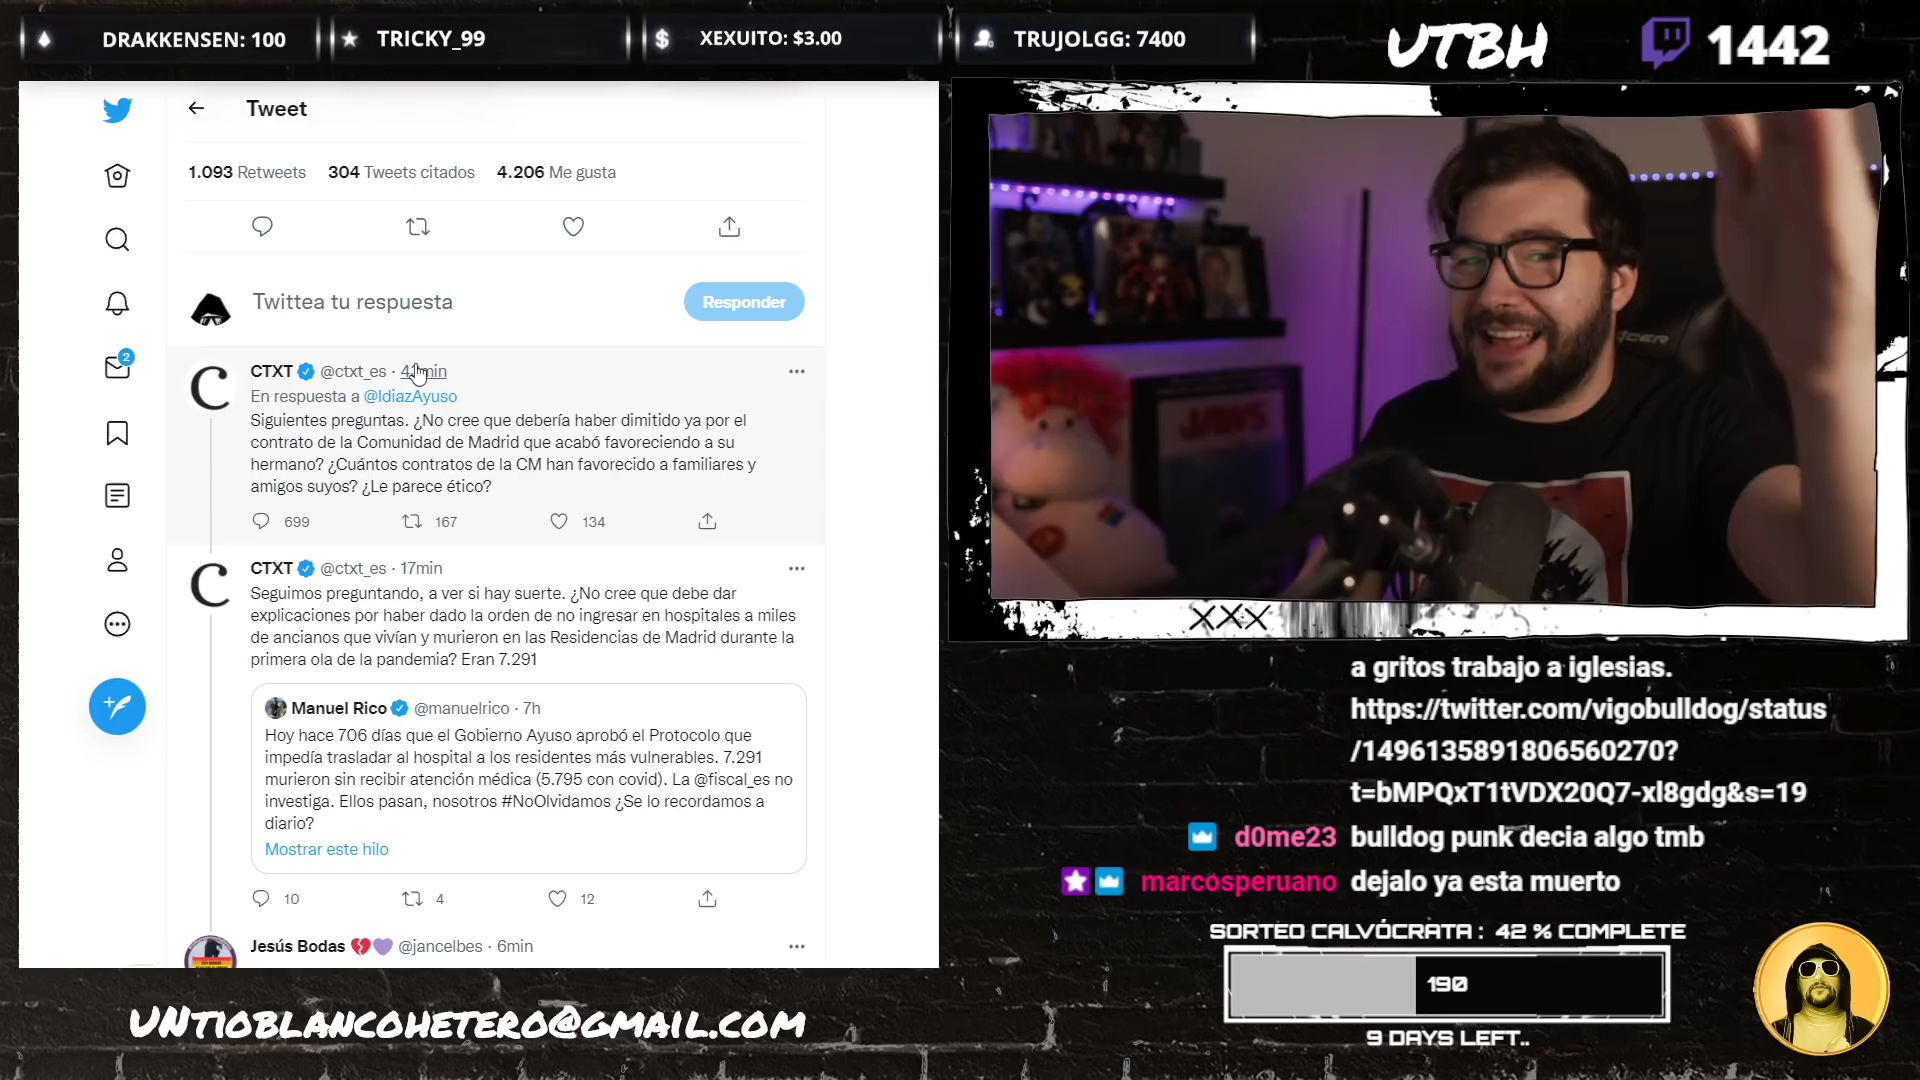 DRAKKENSEN: 100
TRICKY_99
XEXUITO: $3.00
TRUJOLGG: 7400
UTBH
1442
Tweet
1.093 Retweets 304 Tweets citados 4.206 Me gusta
Twittea tu respuesta
Responder
2
CTXT @ctxt_es · 42min
En respuesta a @IdiazAyuso
Siguientes preguntas. ¿No cree que debería haber dimitido ya por el
contrato de la Comunidad de Madrid que acabó favoreciendo a su
hermano? ¿Cuántos contratos de la CM han favorecido a familiares y
amigos suyos? ¿Le parece ético?
699 167 134
CTXT @ctxt_es · 17min
Seguimos preguntando, a ver si hay suerte. ¿No cree que debe dar
explicaciones por haber dado la orden de no ingresar en hospitales a miles
de ancianos que vivían y murieron en las Residencias de Madrid durante la
primera ola de la pandemia? Eran 7.291
Manuel Rico @manuelrico · 7h
Hoy hace 706 días que el Gobierno Ayuso aprobó el Protocolo que
impedía trasladar al hospital a los residentes más vulnerables. 7.291
murieron sin recibir atención médica (5.795 con covid). La @fiscal_es no
investiga. Ellos pasan, nosotros #NoOlvidamos ¿Se lo recordamos a
diario?
Mostrar este hilo
10 4 12
Jesús Bodas @jancelbes · 6min
UNTIOBLANCOHETERO@GMAIL.COM
JAWS
XXX
a gritos trabajo a iglesias.
https://twitter.com/vigobulldog/status
/1496135891806560270?
t=bMPQxT1tVDX20Q7-xl8gdg&s=19
d0me23 bulldog punk decia algo tmb
marcosperuano dejalo ya esta muerto
SORTEO CALVÓCRATA : 42 % COMPLETE
190
9 DAYS LEFT..